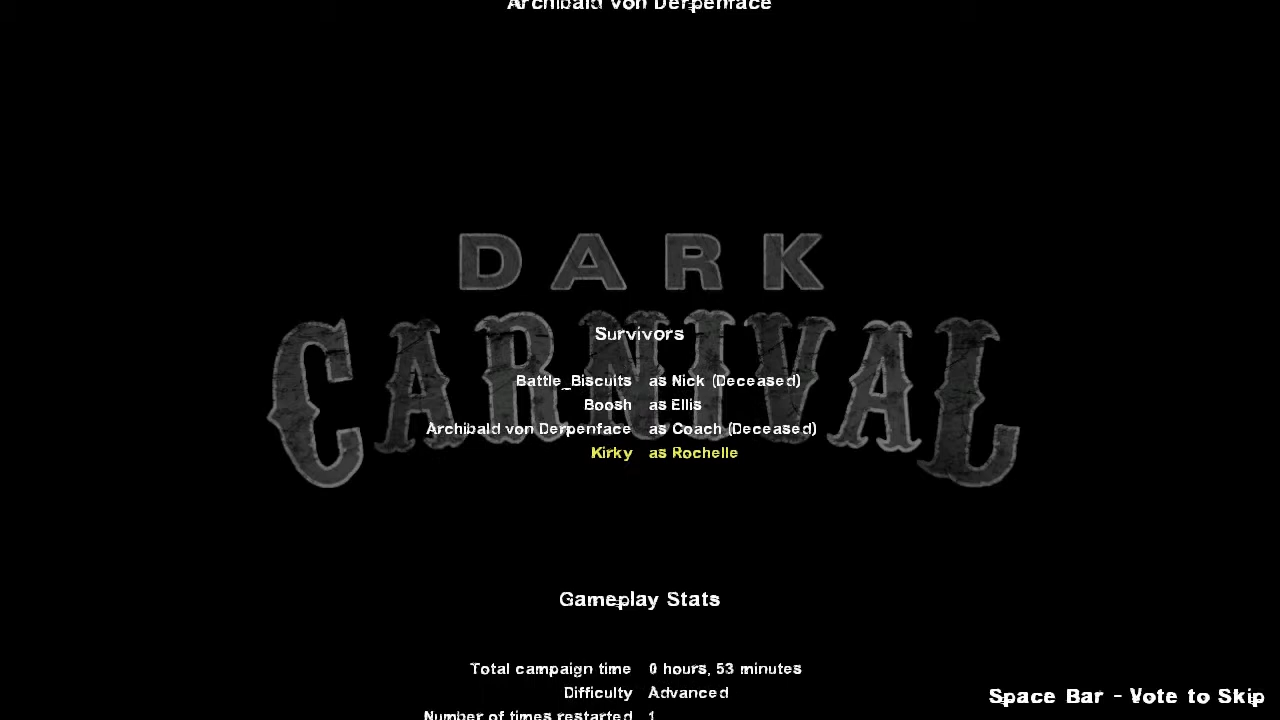 Archibald von Derpenface
DARK
CARNIVAL
Survivors
Battle_Biscuits as Nick (Deceased)
Boosh as Ellis
Archibald von Derpenface as Coach (Deceased)
Kirky as Rochelle
Gameplay Stats
Total campaign time 0 hours, 53 minutes
Difficulty Advanced
Number of times restarted 1
Space Bar - Vote to Skip